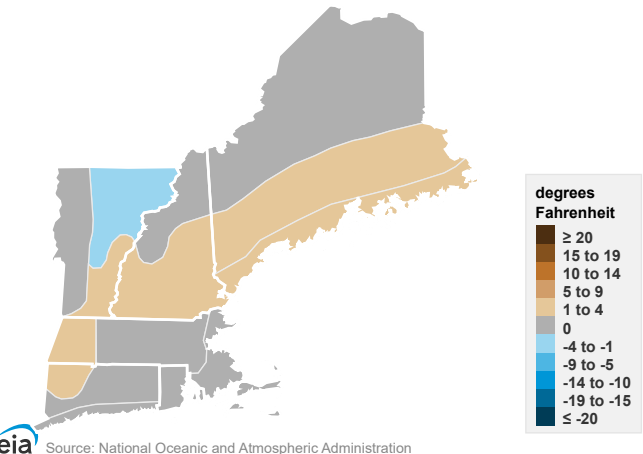 degrees
Fahrenheit
≥ 20
15 to 19
10 to 14
5 to 9
1 to 4
0
-4 to -1
-9 to -5
-14 to -10
-19 to -15
≤ -20
eia Source: National Oceanic and Atmospheric Administration